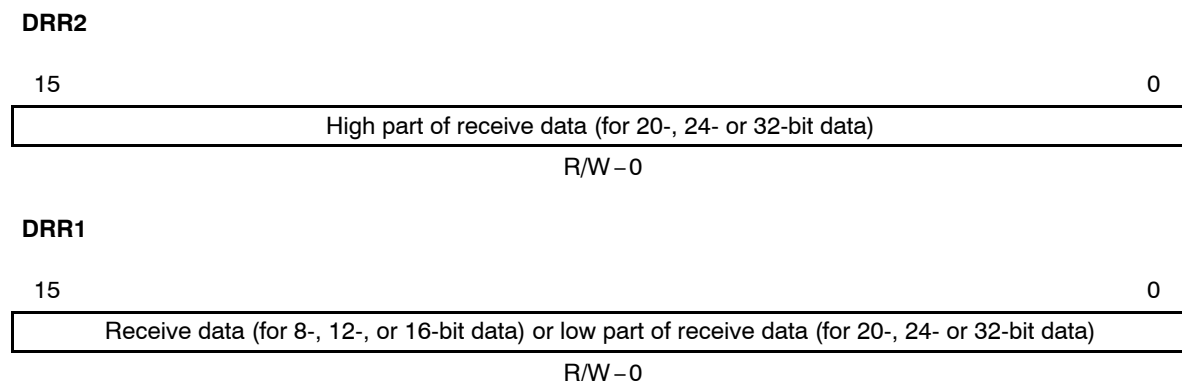 DRR2
15 0
High part of receive data (for 20-, 24- or 32-bit data)
R/W−0
DRR1
15 0
Receive data (for 8-, 12-, or 16-bit data) or low part of receive data (for 20-, 24- or 32-bit data)
R/W−0